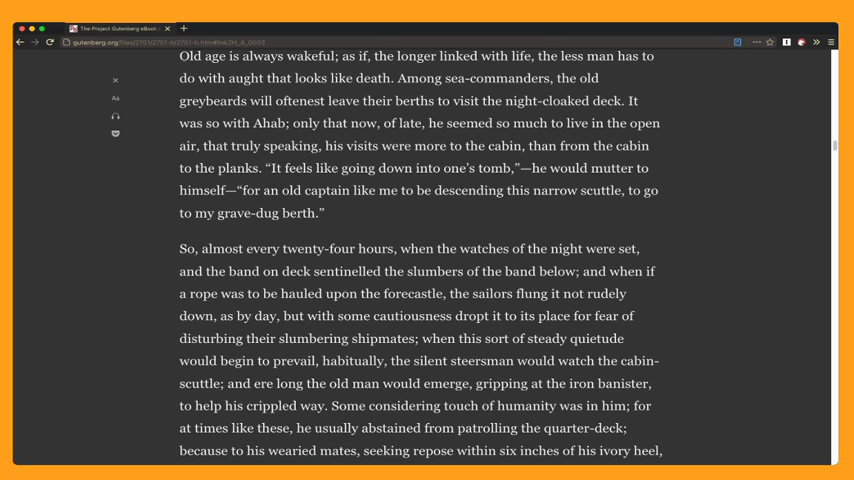 The Project Gutenberg eBook
gutenberg.org/files/2701/2701-h/2701-h.htm#link2H_4_0003
Aa
Old age is always wakeful; as if, the longer linked with life, the less man has to
do with aught that looks like death. Among sea-commanders, the old
greybeards will oftenest leave their berths to visit the night-cloaked deck. It
was so with Ahab; only that now, of late, he seemed so much to live in the open
air, that truly speaking, his visits were more to the cabin, than from the cabin
to the planks. “It feels like going down into one’s tomb,”—he would mutter to
himself—“for an old captain like me to be descending this narrow scuttle, to go
to my grave-dug berth.”
So, almost every twenty-four hours, when the watches of the night were set,
and the band on deck sentinelled the slumbers of the band below; and when if
a rope was to be hauled upon the forecastle, the sailors flung it not rudely
down, as by day, but with some cautiousness dropt it to its place for fear of
disturbing their slumbering shipmates; when this sort of steady quietude
would begin to prevail, habitually, the silent steersman would watch the cabin-
scuttle; and ere long the old man would emerge, gripping at the iron banister,
to help his crippled way. Some considering touch of humanity was in him; for
at times like these, he usually abstained from patrolling the quarter-deck;
because to his wearied mates, seeking repose within six inches of his ivory heel,